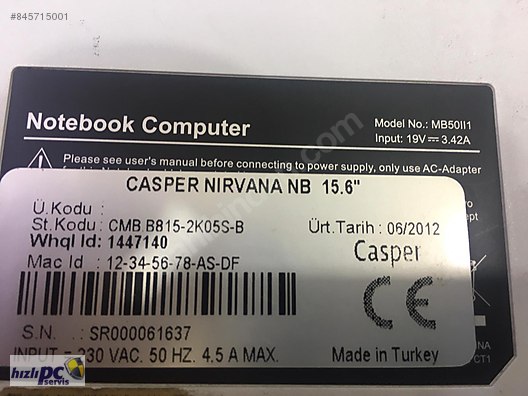 #845715001
Notebook Computer
Model No.: MB50II1
Input: 19V 3.42A
Please see user's manual before connecting to power supply, only use AC-Adapter
CASPER NIRVANA NB 15.6"
Ü.Kodu :
St.Kodu : CMB B815-2K05S-B
Ürt.Tarih : 06/2012
Whql Id: 1447140
Casper
Mac Id : 12-34-56-78-AS-DF
CE
S.N. .: SR000061637
INPUT = 230 VAC. 50 HZ. 4.5 A MAX.
Made in Turkey
hızlı PC
servis